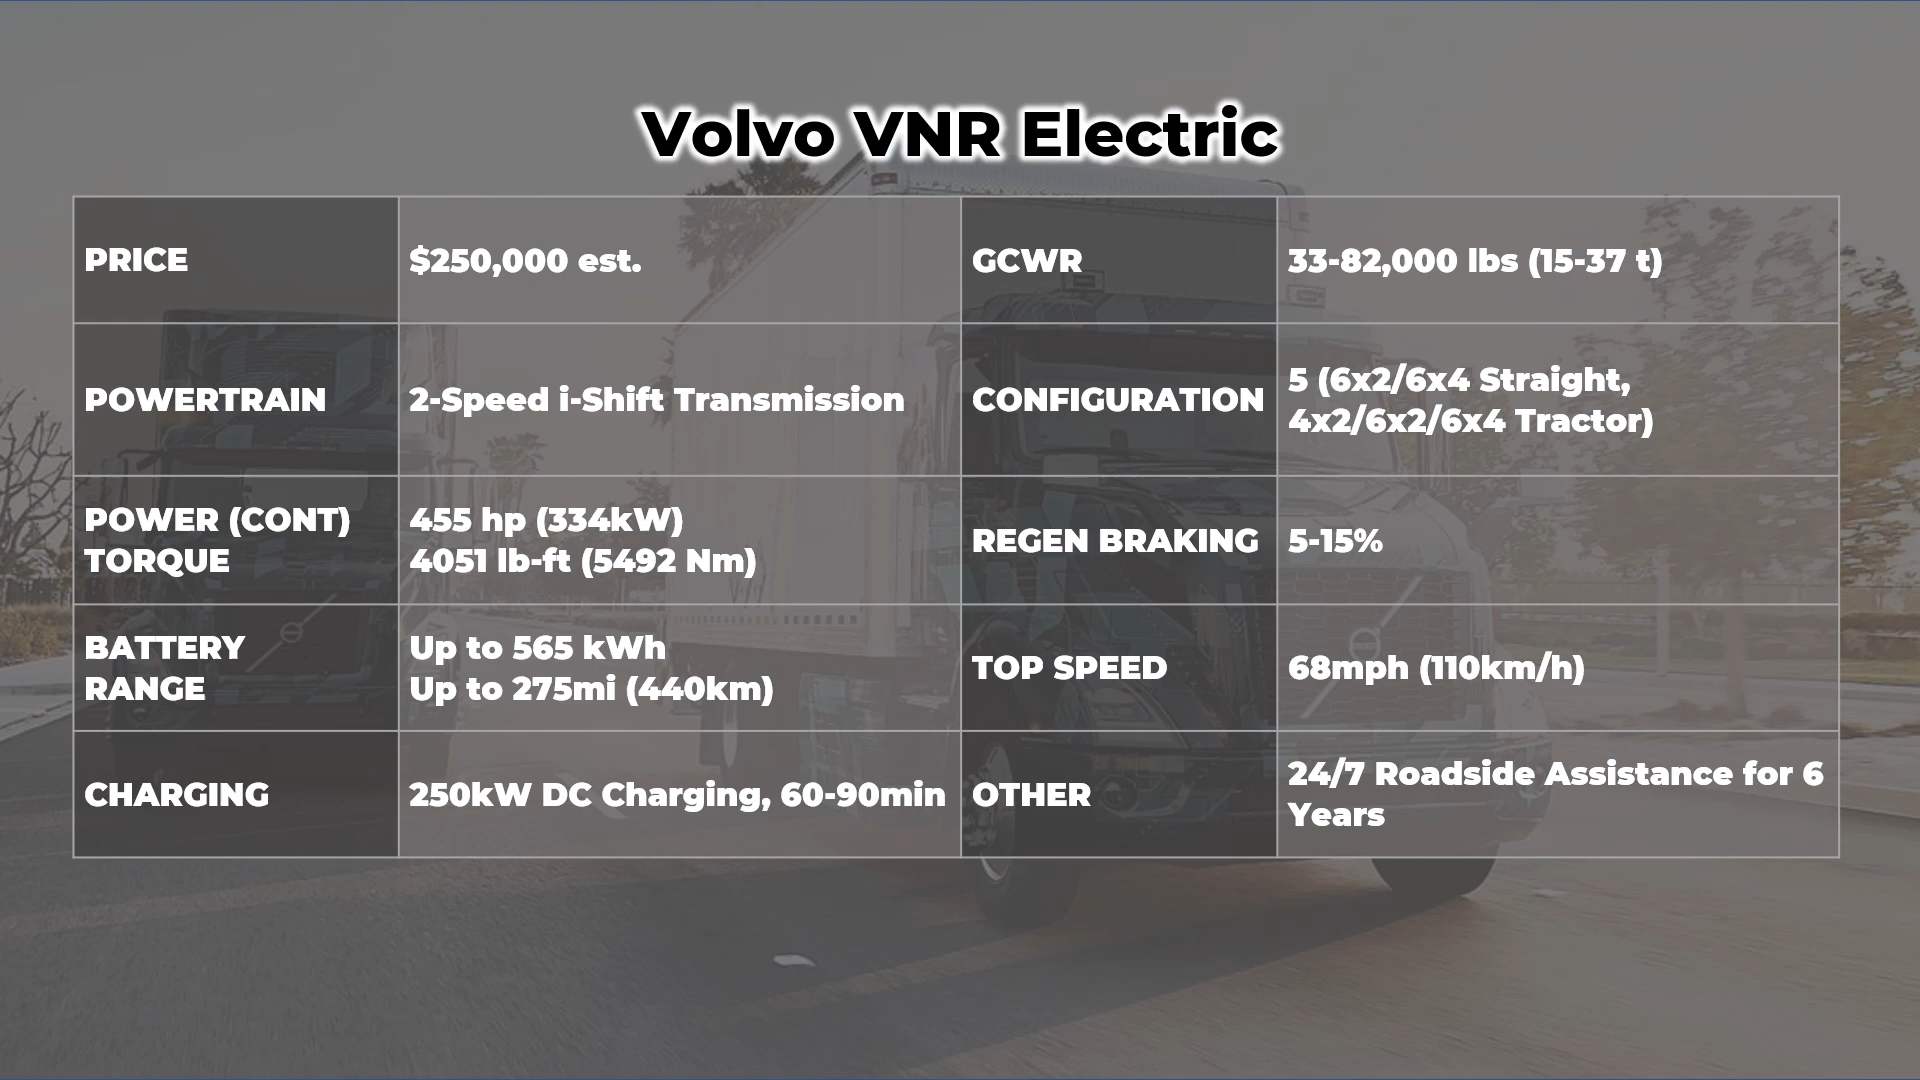 Volvo VNR Electric
PRICE
$250,000 est.
GCWR
33-82,000 lbs (15-37 t)
POWERTRAIN
2-Speed i-Shift Transmission
CONFIGURATION
5 (6x2/6x4 Straight,
4x2/6x2/6x4 Tractor)
POWER (CONT)
TORQUE
455 hp (334kW)
4051 lb-ft (5492 Nm)
REGEN BRAKING
5-15%
BATTERY
RANGE
Up to 565 kWh
Up to 275mi (440km)
TOP SPEED
68mph (110km/h)
CHARGING
250kW DC Charging, 60-90min
OTHER
24/7 Roadside Assistance for 6
Years